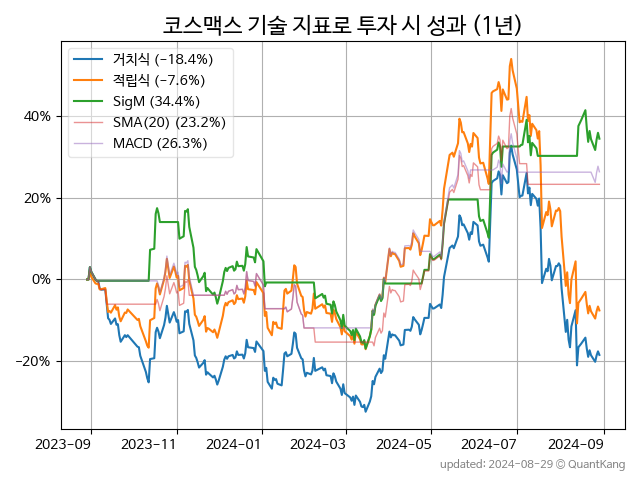 코스맥스 기술 지표로 투자 시 성과 (1년)
거치식 (−18.4%)
적립식 (−7.6%)
SigM (34.4%)
SMA(20) (23.2%)
MACD (26.3%)
40%
20%
0%
−20%
2023-09 2023-11 2024-01 2024-03 2024-05 2024-07 2024-09
updated: 2024-08-29 © QuantKang